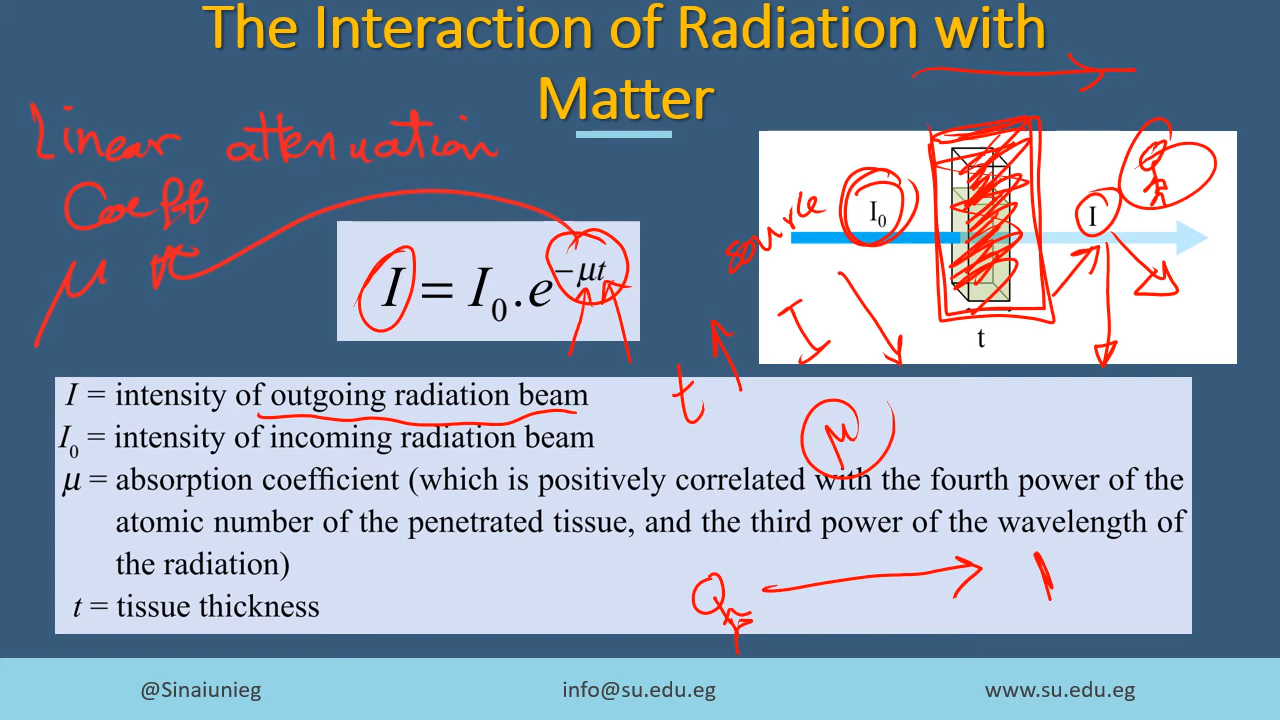 The Interaction of Radiation with
Matter
Linear attenuation
Coeff
μ
I = I₀.e^−μt
source
I₀
I
t
I
t
μ
I = intensity of outgoing radiation beam
I₀ = intensity of incoming radiation beam
μ = absorption coefficient (which is positively correlated with the fourth power of the
atomic number of the penetrated tissue, and the third power of the wavelength of
the radiation)
t = tissue thickness
@Sinaiunieg
info@su.edu.eg
www.su.edu.eg